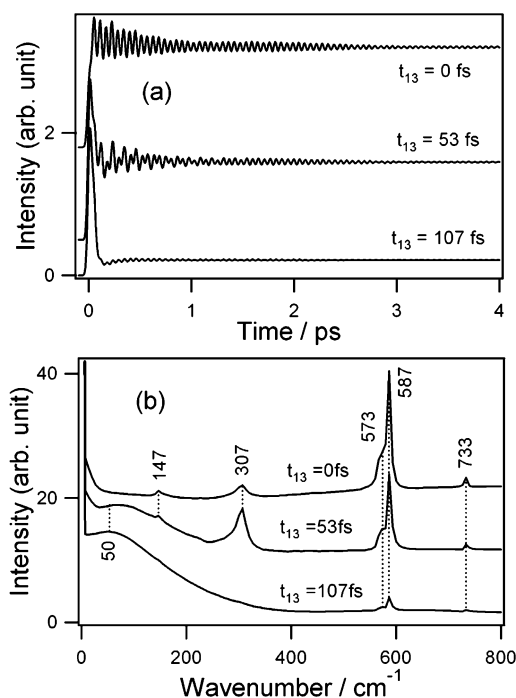 Intensity (arb. unit)
(a)
t13 = 0 fs
t13 = 53 fs
t13 = 107 fs
2
0
0
1
2
3
4
Time / ps
Intensity (arb. unit)
(b)
40
20
0
50
147
307
573
587
733
t13 =0fs
t13 =53fs
t13 =107fs
0
200
400
600
800
Wavenumber / cm-1